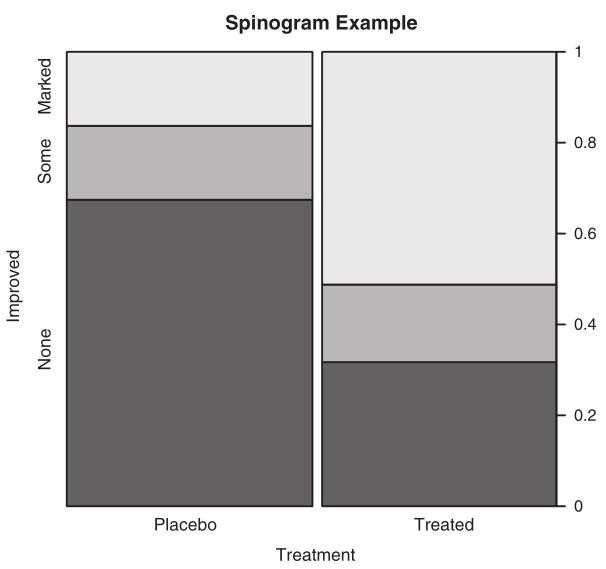 Spinogram Example
Marked
Some
None
Improved
1
0.8
0.6
0.4
0.2
0
Placebo
Treated
Treatment